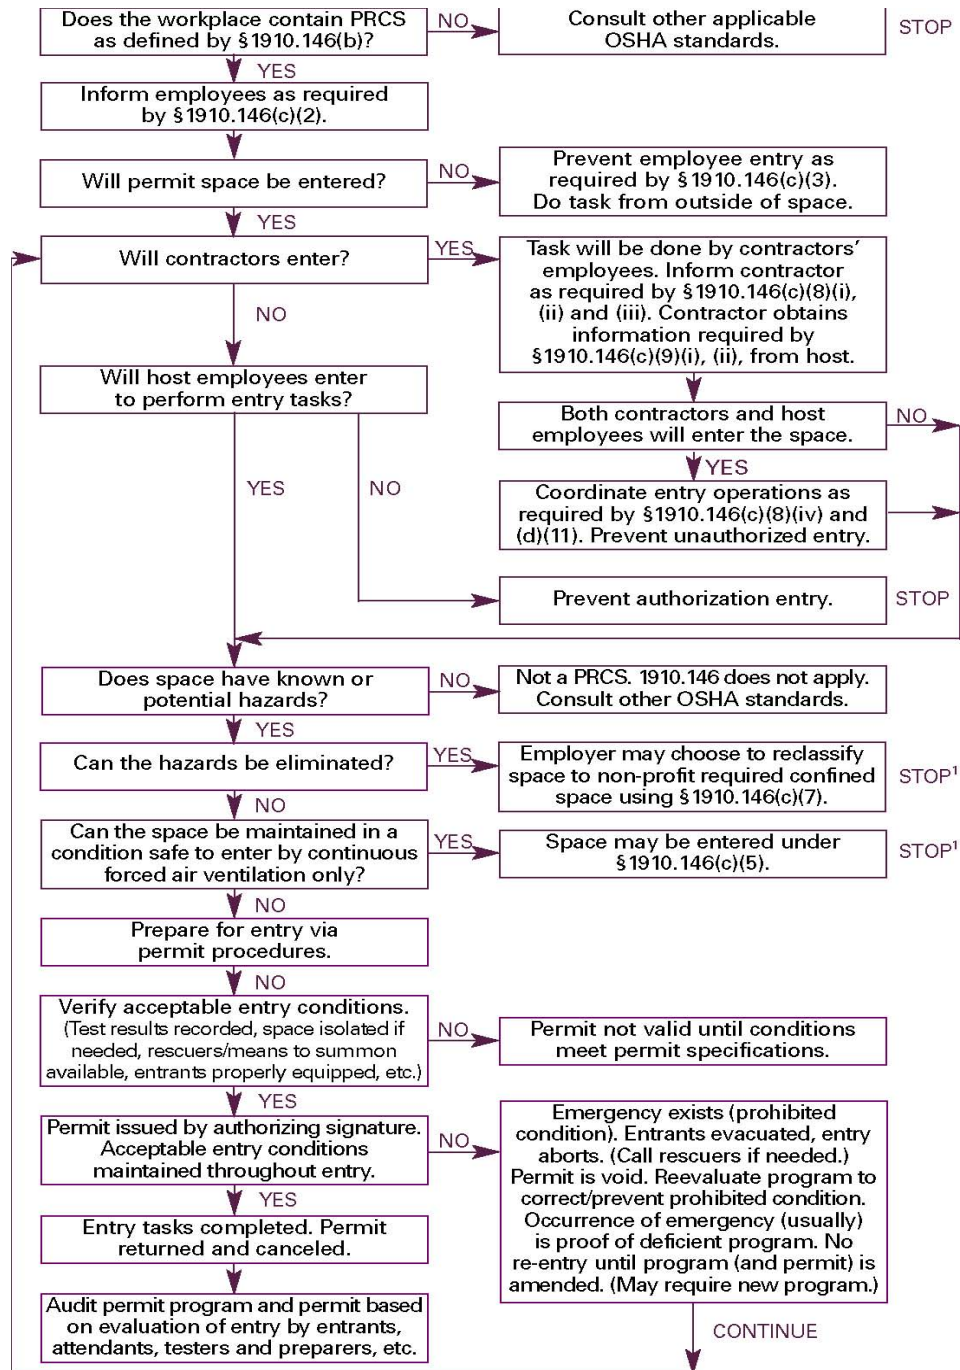 Does the workplace contain PRCS
as defined by §1910.146(b)?
NO
Consult other applicable
OSHA standards.
STOP
YES
Inform employees as required
by §1910.146(c)(2).
Will permit space be entered?
NO
Prevent employee entry as
required by §1910.146(c)(3).
Do task from outside of space.
YES
Will contractors enter?
YES
Task will be done by contractors'
employees. Inform contractor
as required by §1910.146(c)(8)(i),
(ii) and (iii). Contractor obtains
information required by
§1910.146(c)(9)(i), (ii), from host.
NO
Will host employees enter
to perform entry tasks?
Both contractors and host
employees will enter the space.
NO
YES
YES
NO
Coordinate entry operations as
required by §1910.146(c)(8)(iv) and
(d)(11). Prevent unauthorized entry.
Prevent authorization entry.
STOP
Does space have known or
potential hazards?
NO
Not a PRCS. 1910.146 does not apply.
Consult other OSHA standards.
YES
Can the hazards be eliminated?
YES
Employer may choose to reclassify
space to non-profit required confined
space using §1910.146(c)(7).
STOP¹
NO
Can the space be maintained in a
condition safe to enter by continuous
forced air ventilation only?
YES
Space may be entered under
§1910.146(c)(5).
STOP¹
NO
Prepare for entry via
permit procedures.
NO
Verify acceptable entry conditions.
(Test results recorded, space isolated if
needed, rescuers/means to summon
available, entrants properly equipped, etc.)
NO
Permit not valid until conditions
meet permit specifications.
YES
Permit issued by authorizing signature.
Acceptable entry conditions
maintained throughout entry.
NO
Emergency exists (prohibited
condition). Entrants evacuated, entry
aborts. (Call rescuers if needed.)
Permit is void. Reevaluate program to
correct/prevent prohibited condition.
Occurrence of emergency (usually)
is proof of deficient program. No
re-entry until program (and permit) is
amended. (May require new program.)
YES
Entry tasks completed. Permit
returned and canceled.
Audit permit program and permit based
on evaluation of entry by entrants,
attendants, testers and preparers, etc.
CONTINUE